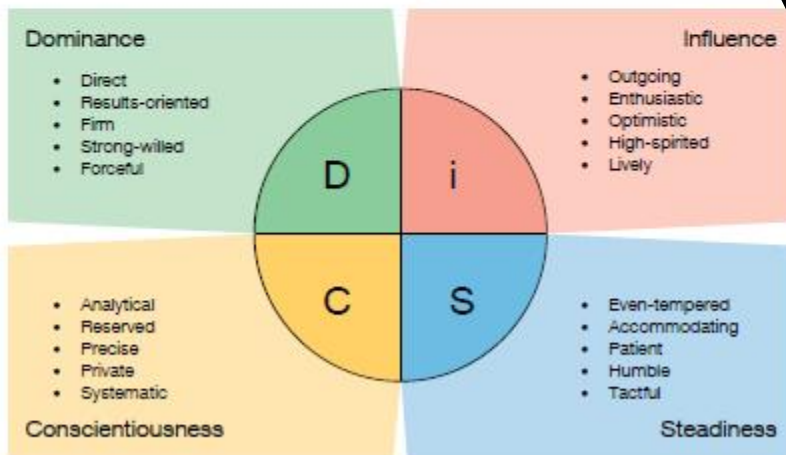 Dominance
• Direct
• Results-oriented
• Firm
• Strong-willed
• Forceful
Influence
• Outgoing
• Enthusiastic
• Optimistic
• High-spirited
• Lively
D
i
C
S
• Analytical
• Reserved
• Precise
• Private
• Systematic
Conscientiousness
• Even-tempered
• Accommodating
• Patient
• Humble
• Tactful
Steadiness